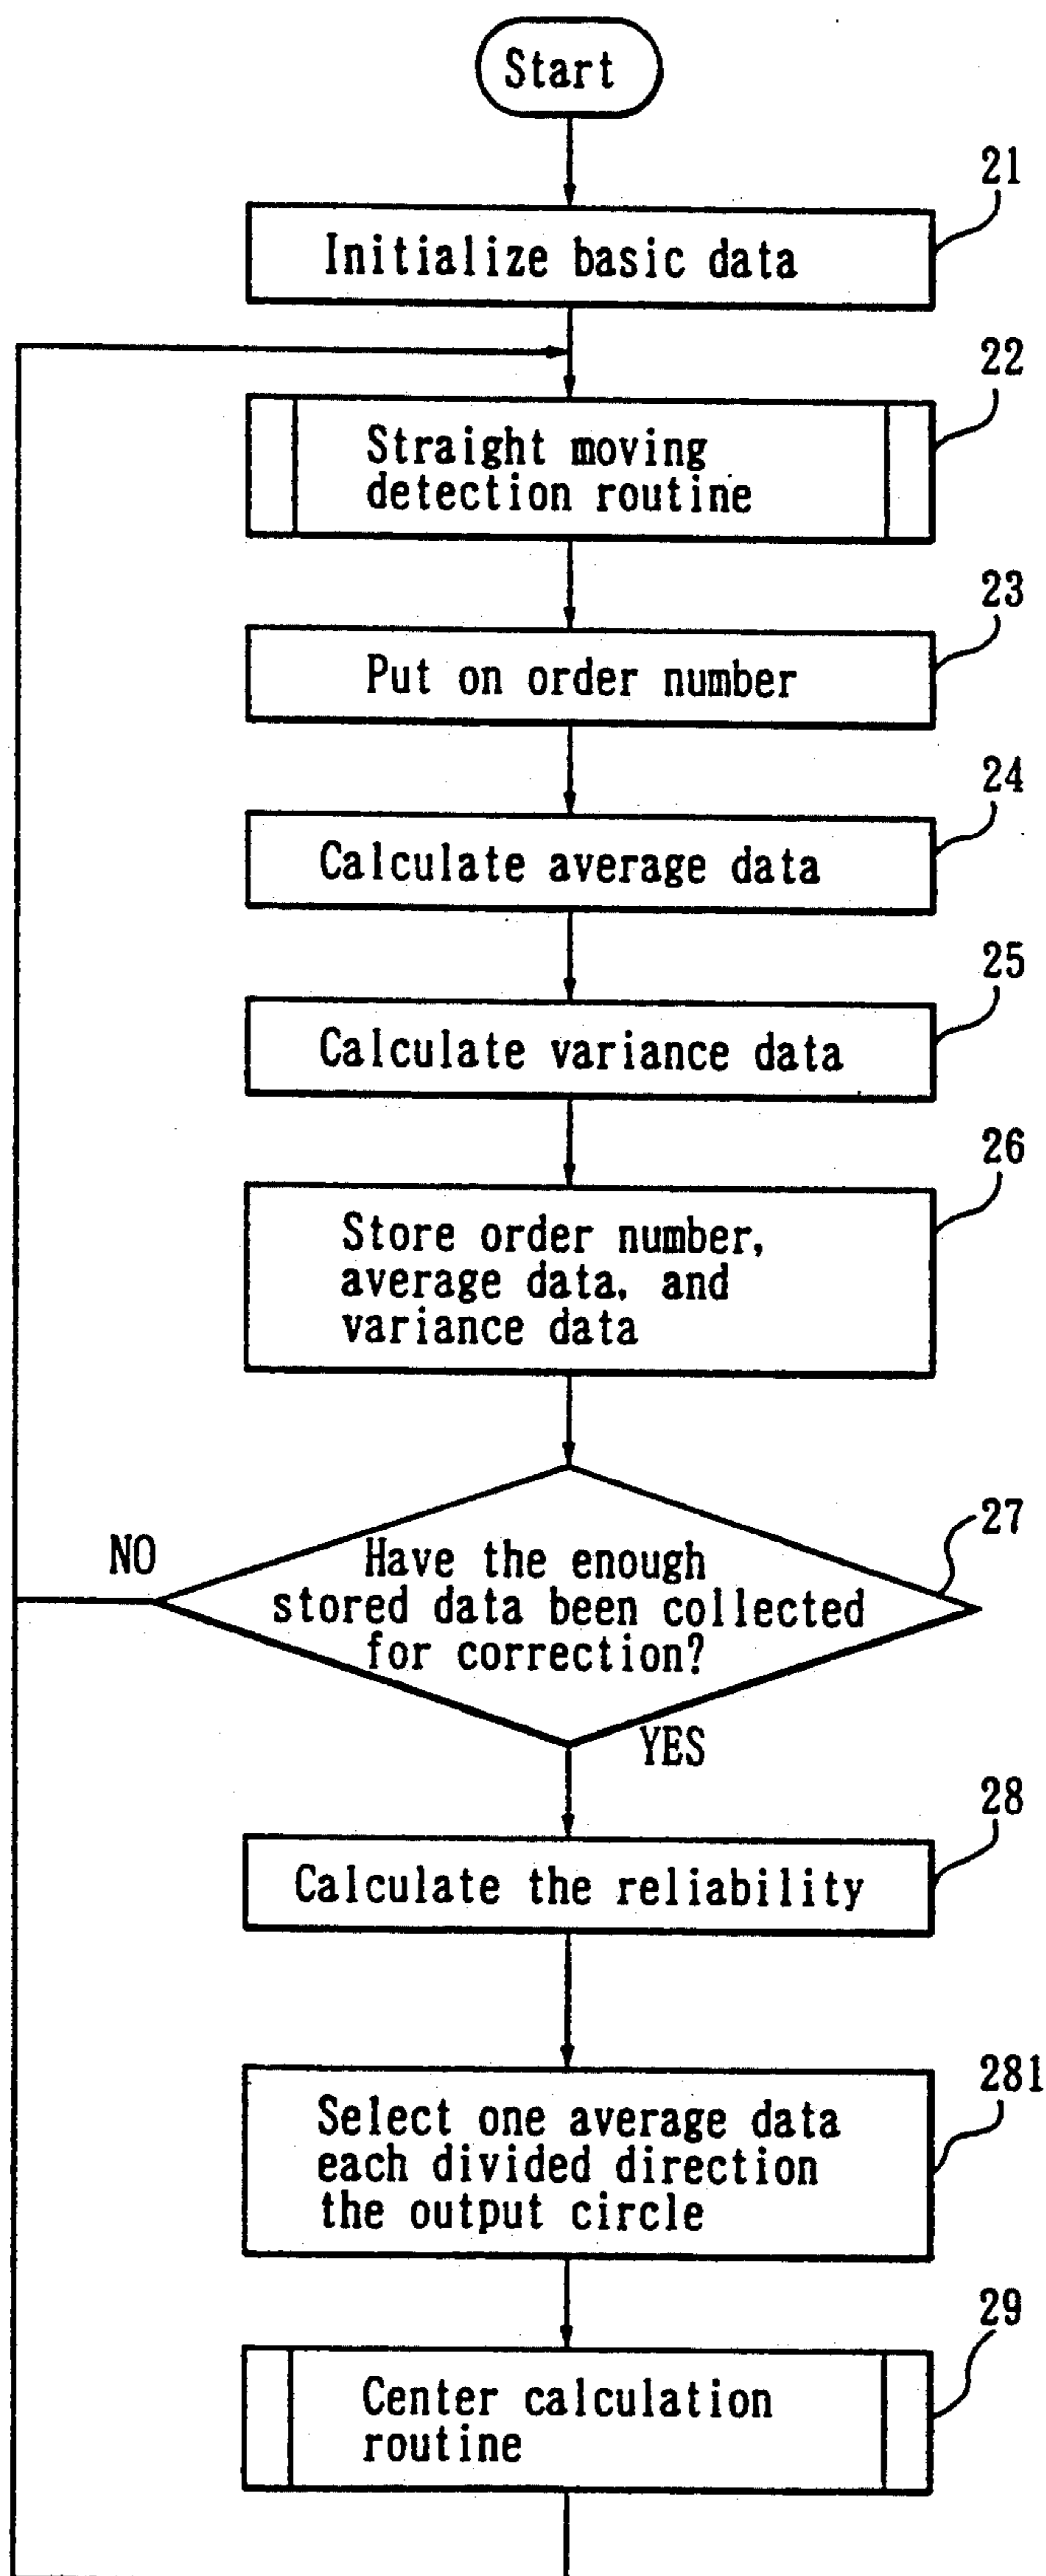 Start
21
Initialize basic data
22
Straight moving
detection routine
23
Put on order number
24
Calculate average data
25
Calculate variance data
26
Store order number,
average data, and
variance data
27
NO
Have the enough
stored data been collected
for correction?
YES
28
Calculate the reliability
281
Select one average data
each divided direction
the output circle
29
Center calculation
routine